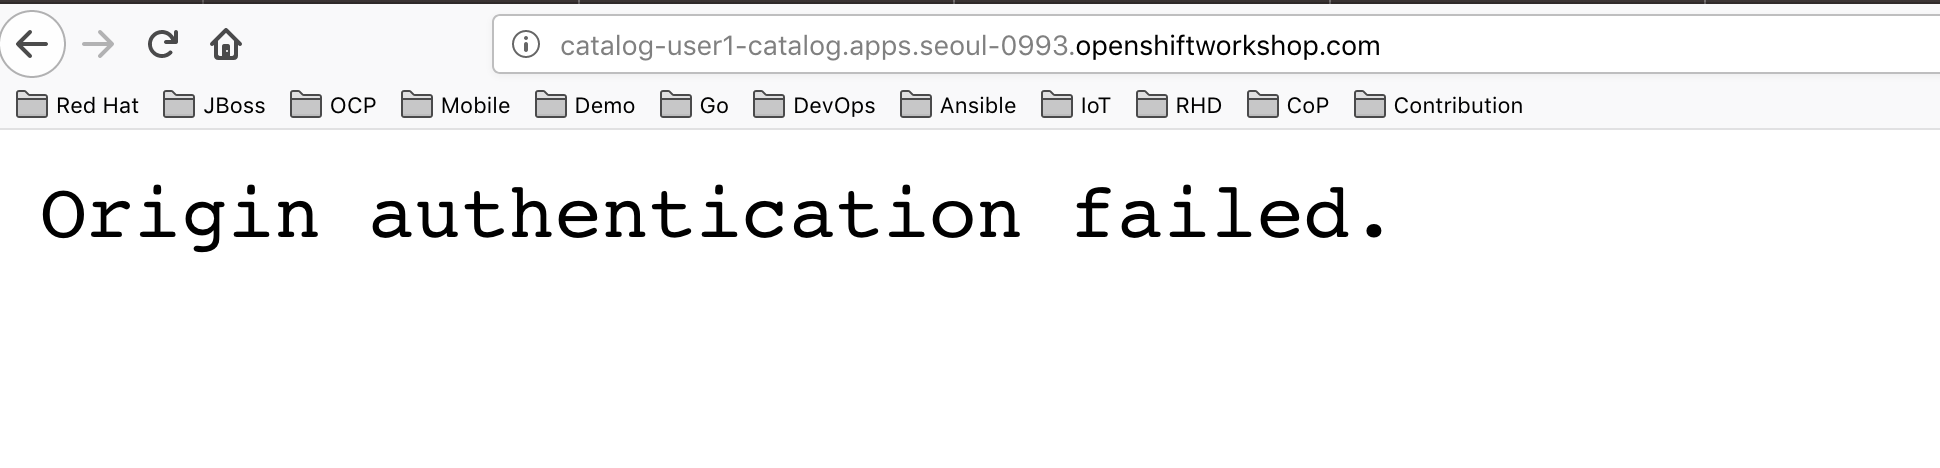 catalog-user1-catalog.apps.seoul-0993.openshiftworkshop.com
Red Hat JBoss OCP Mobile Demo Go DevOps Ansible IoT RHD CoP Contribution
Origin authentication failed.